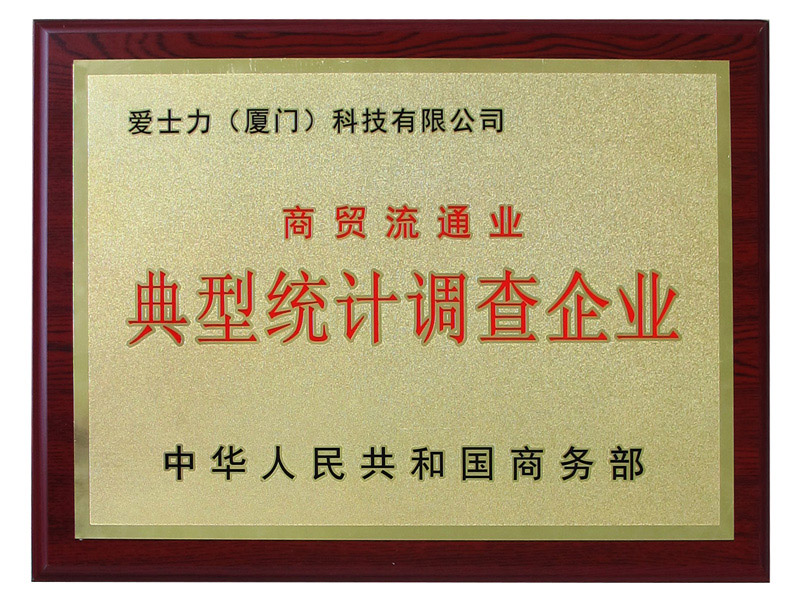 爱士力（厦门）科技有限公司
商贸流通业
典型统计调查企业
中华人民共和国商务部